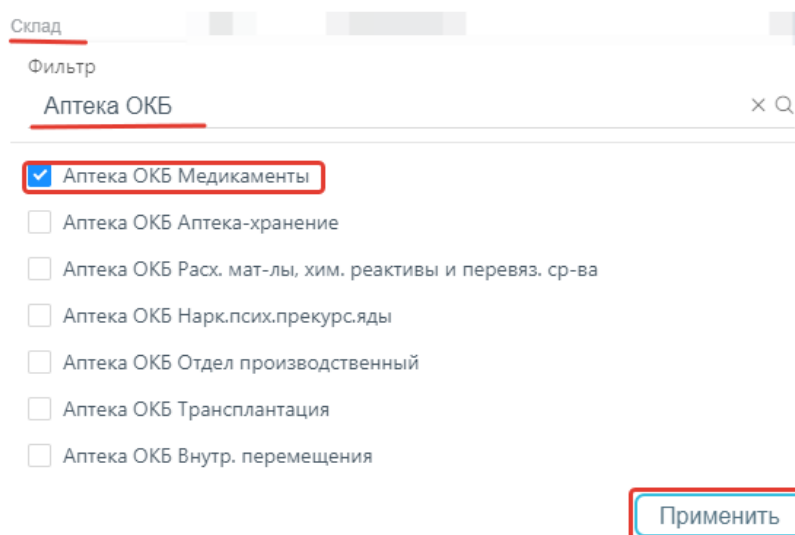 Склад
Фильтр
Аптека ОКБ
Аптека ОКБ Медикаменты
Аптека ОКБ Аптека-хранение
Аптека ОКБ Расх. мат-лы, хим. реактивы и перевяз. ср-ва
Аптека ОКБ Нарк.псих.прекурс.яды
Аптека ОКБ Отдел производственный
Аптека ОКБ Трансплантация
Аптека ОКБ Внутр. перемещения
Применить